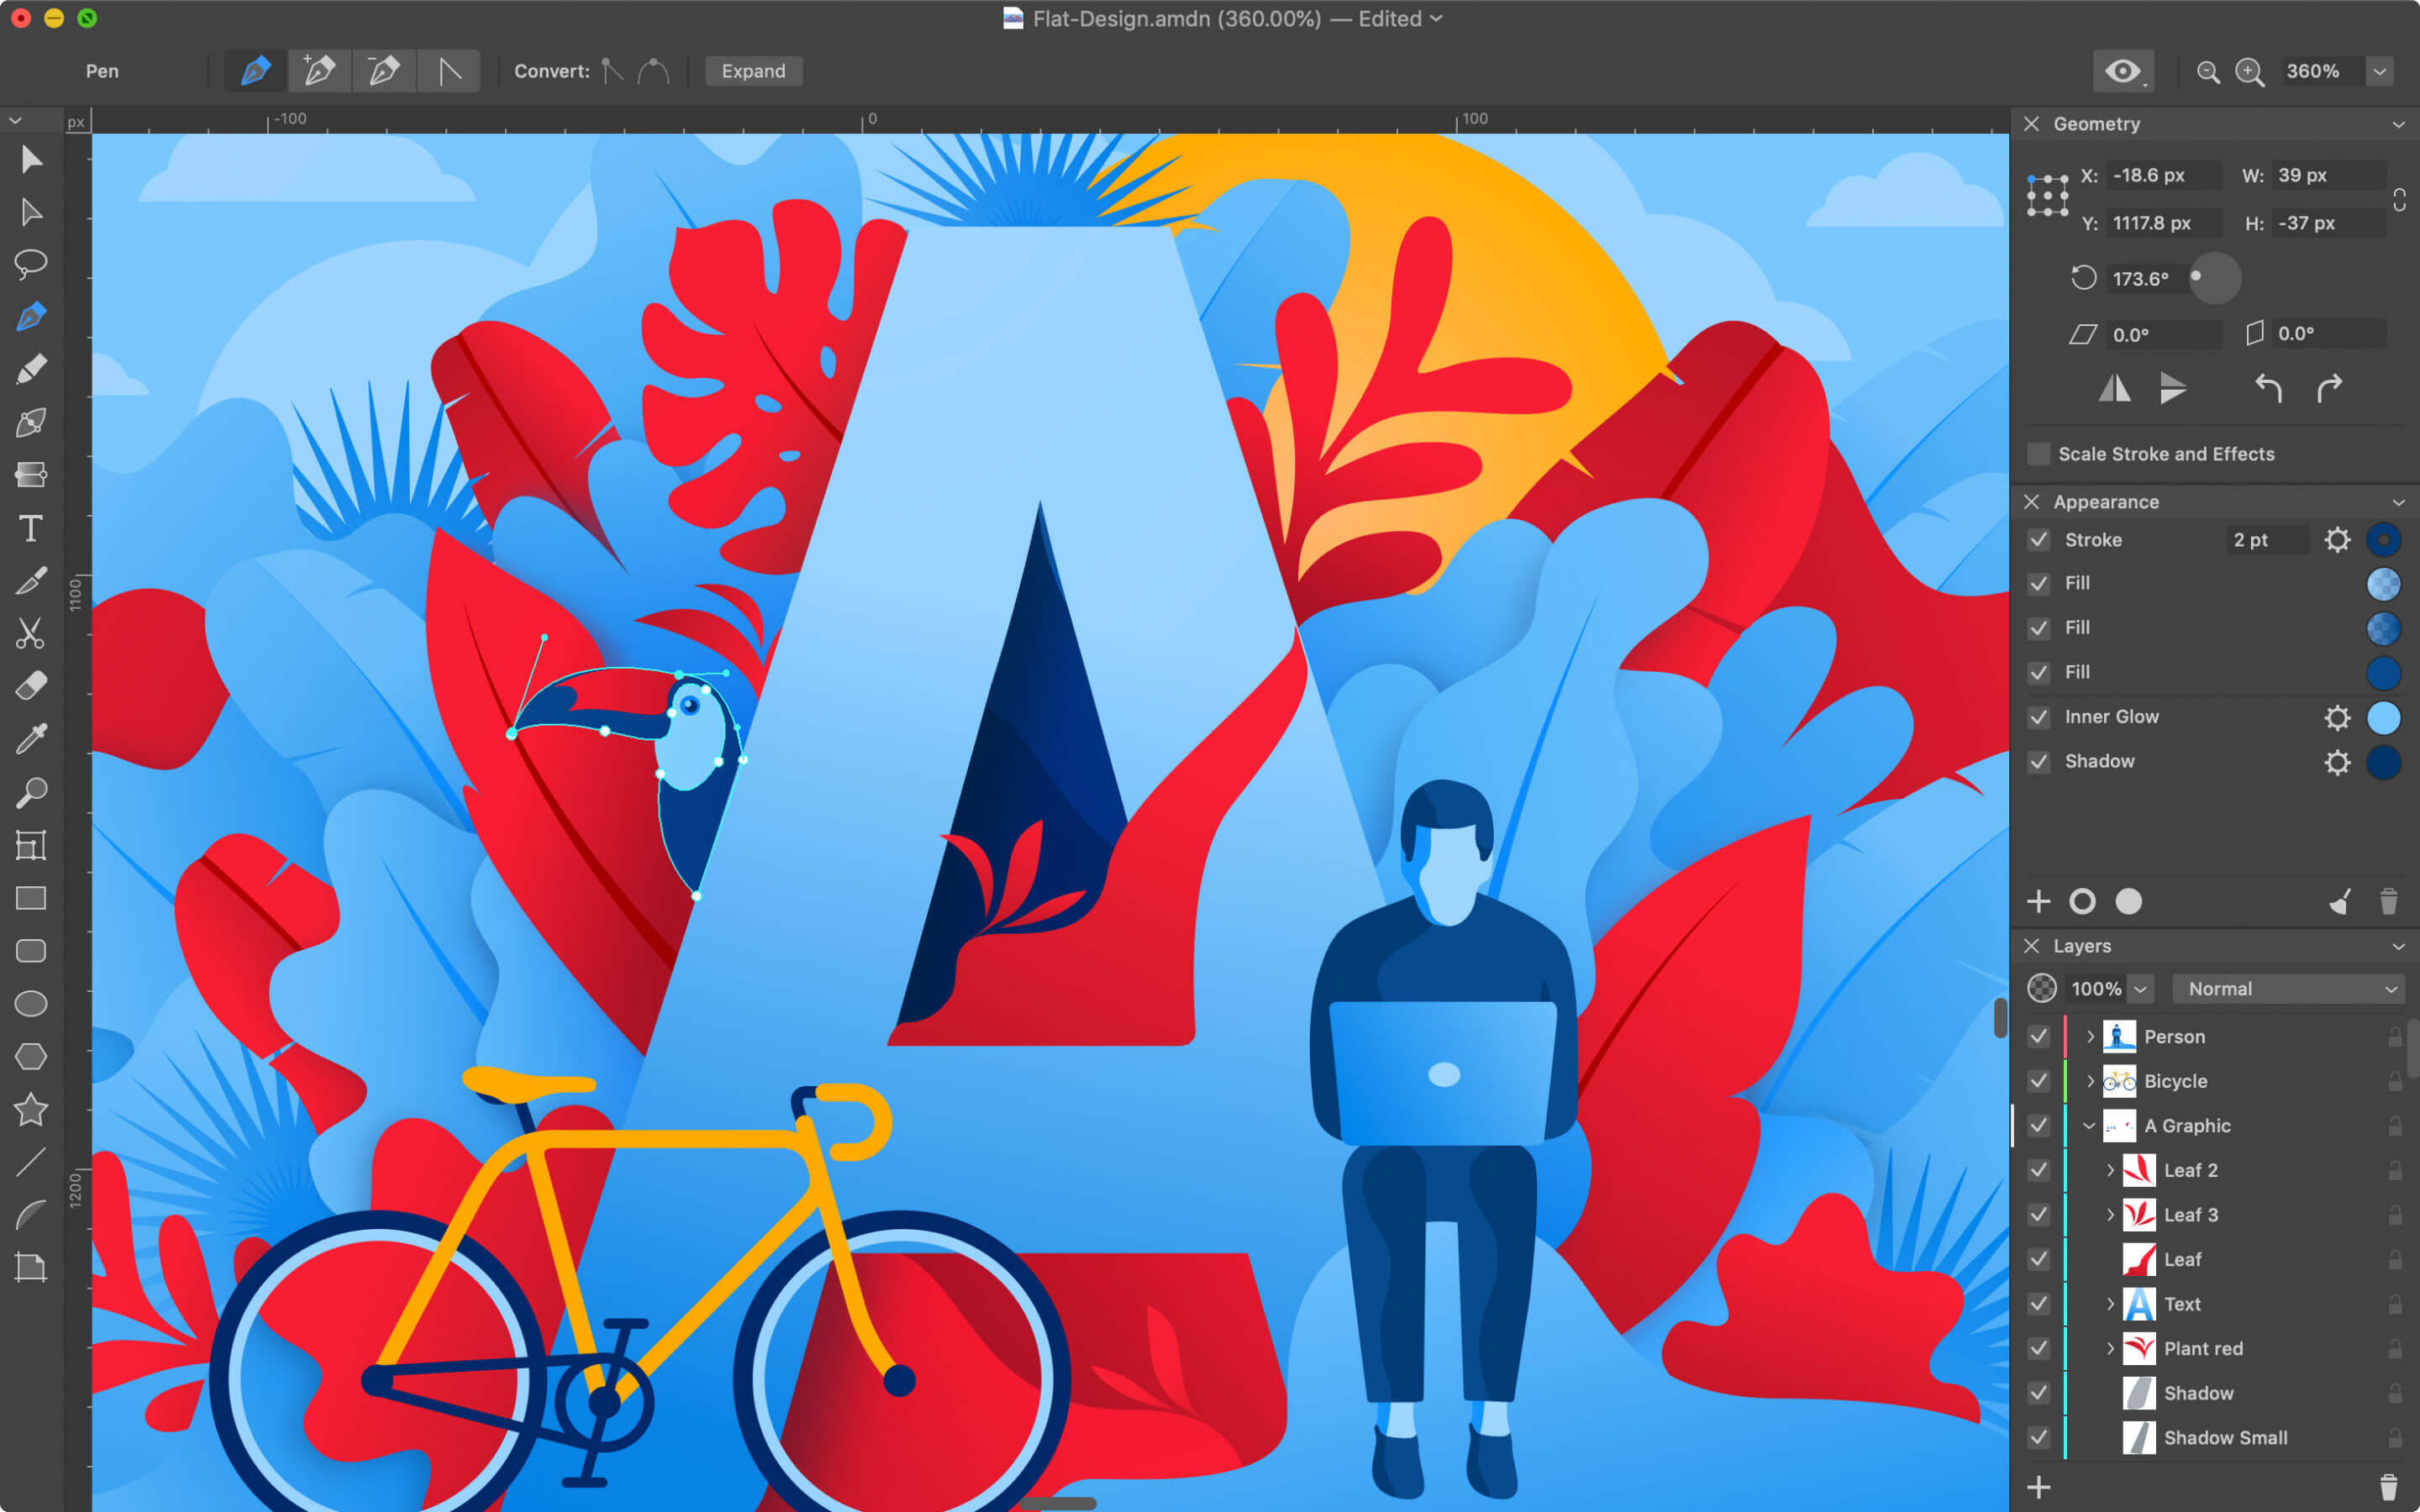 Flat-Design.amdn (360.00%) — Edited
Pen
Convert:
Expand
360%
px
-100
0
100
1100
1200
T
Geometry
X: -18.6 px W: 39 px
Y: 1117.8 px H: -37 px
173.6°
0.0° 0.0°
Scale Stroke and Effects
Appearance
Stroke 2 pt
Fill
Fill
Fill
Inner Glow
Shadow
Layers
100% Normal
Person
Bicycle
A Graphic
Leaf 2
Leaf 3
Leaf
A Text
Plant red
Shadow
Shadow Small
A